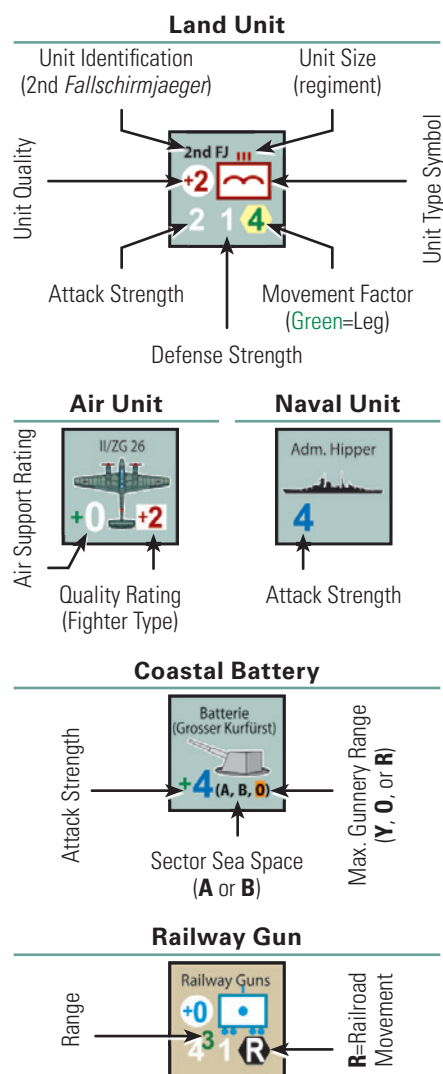 Land Unit
Unit Identification
(2nd Fallschirmjaeger)
Unit Size
(regiment)
Unit Quality
2nd FJ
III
+2
2 1 4
Unit Type Symbol
Attack Strength
Movement Factor
(Green=Leg)
Defense Strength
Air Unit
Air Support Rating
II/ZG 26
+0 +2
Quality Rating
(Fighter Type)
Naval Unit
Adm. Hipper
4
Attack Strength
Coastal Battery
Attack Strength
Batterie
(Grosser Kurfürst)
+4 (A, B, O)
Max. Gunnery Range
(Y, O, or R)
Sector Sea Space
(A or B)
Railway Gun
Range
Railway Guns
+0
3
4 1 R
R=Railroad
Movement